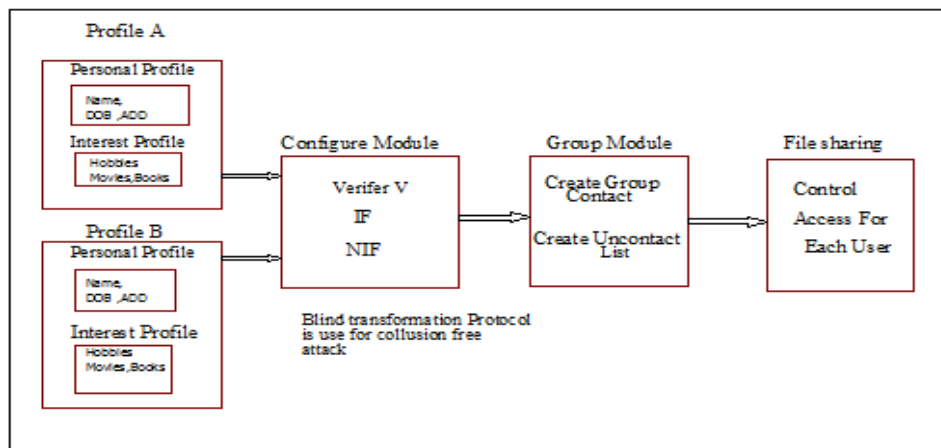 Profile A
Personal Profile
Name,
DOB ,ADD
Interest Profile
Hobbles
Movies,Books
Profile B
Personal Profile
Name,
DOB ,ADD
Interest Profile
Hobbles
Movies,Books
Configure Module
Verifer V
IF
NIF
Blind transformation Protocol
is use for collusion free
attack
Group Module
Create Group
Contact
Create Uncontact
List
File sharing
Control
Access For
Each User